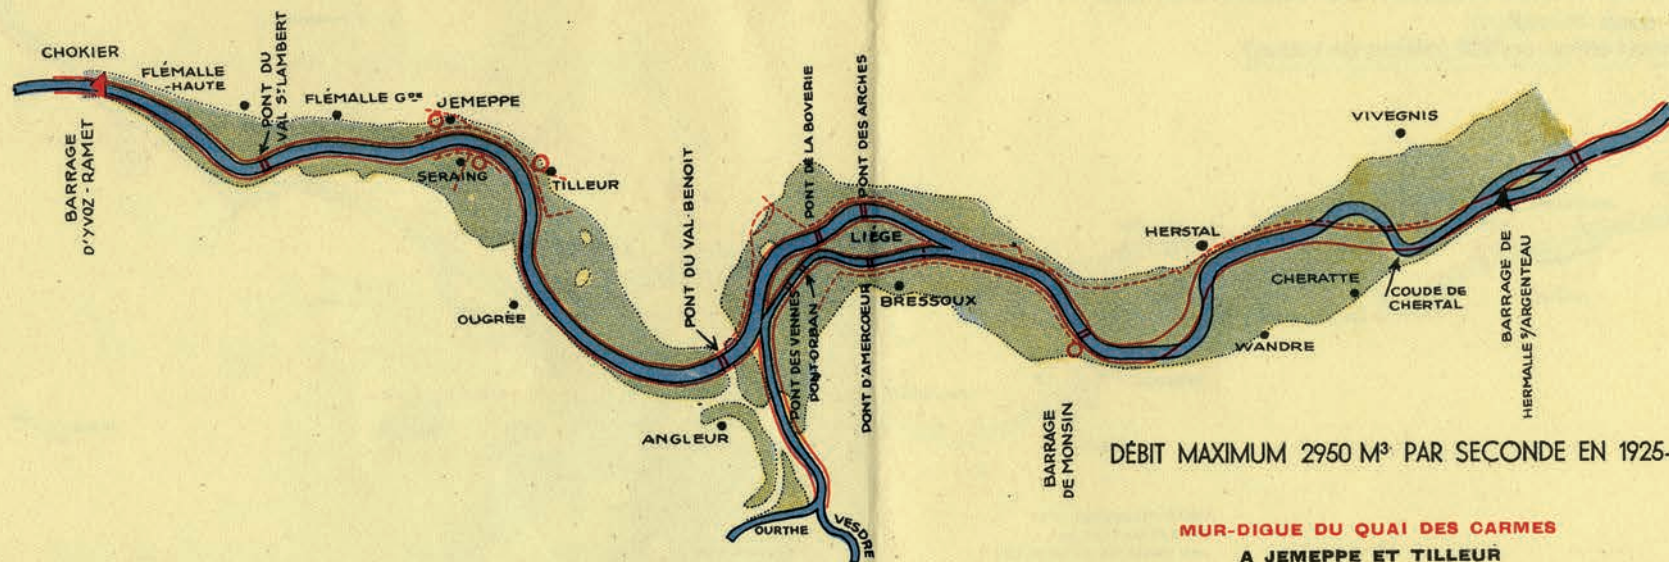 CHOKIER
FLÉMALLE
-HAUTE
PONT DU
VAL ST LAMBERT
FLÉMALLE GDE
JEMEPPE
BARRAGE
D'YVOZ-RAMET
SERAING
TILLEUR
OUGRÉE
PONT DU VAL-BENOIT
ANGLEUR
PONT DE LA BOVERIE
PONT DES ARCHES
LIÉGE
PONT DES VENNES
PONT-ORBAN
PONT D'AMERCOEUR
BRESSOUX
OURTHE
VESDRE
BARRAGE
DE MONSIN
HERSTAL
VIVEGNIS
CHERATTE
WANDRE
COUDE DE
CHERTAL
BARRAGE DE
HERMALLE S/ARGENTEAU
DÉBIT MAXIMUM 2950 M³ PAR SECONDE EN 1925-
MUR-DIGUE DU QUAI DES CARMES
A JEMEPPE ET TILLEUR